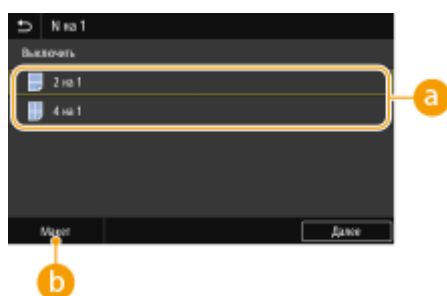 N на 1
Выключить
2 на 1
4 на 1
a
Макет
Далее
b